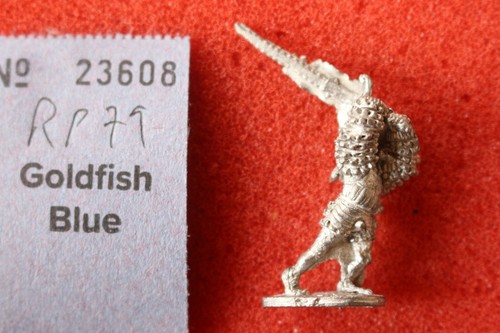 Nº 23608
RP79
Goldfish
Blue